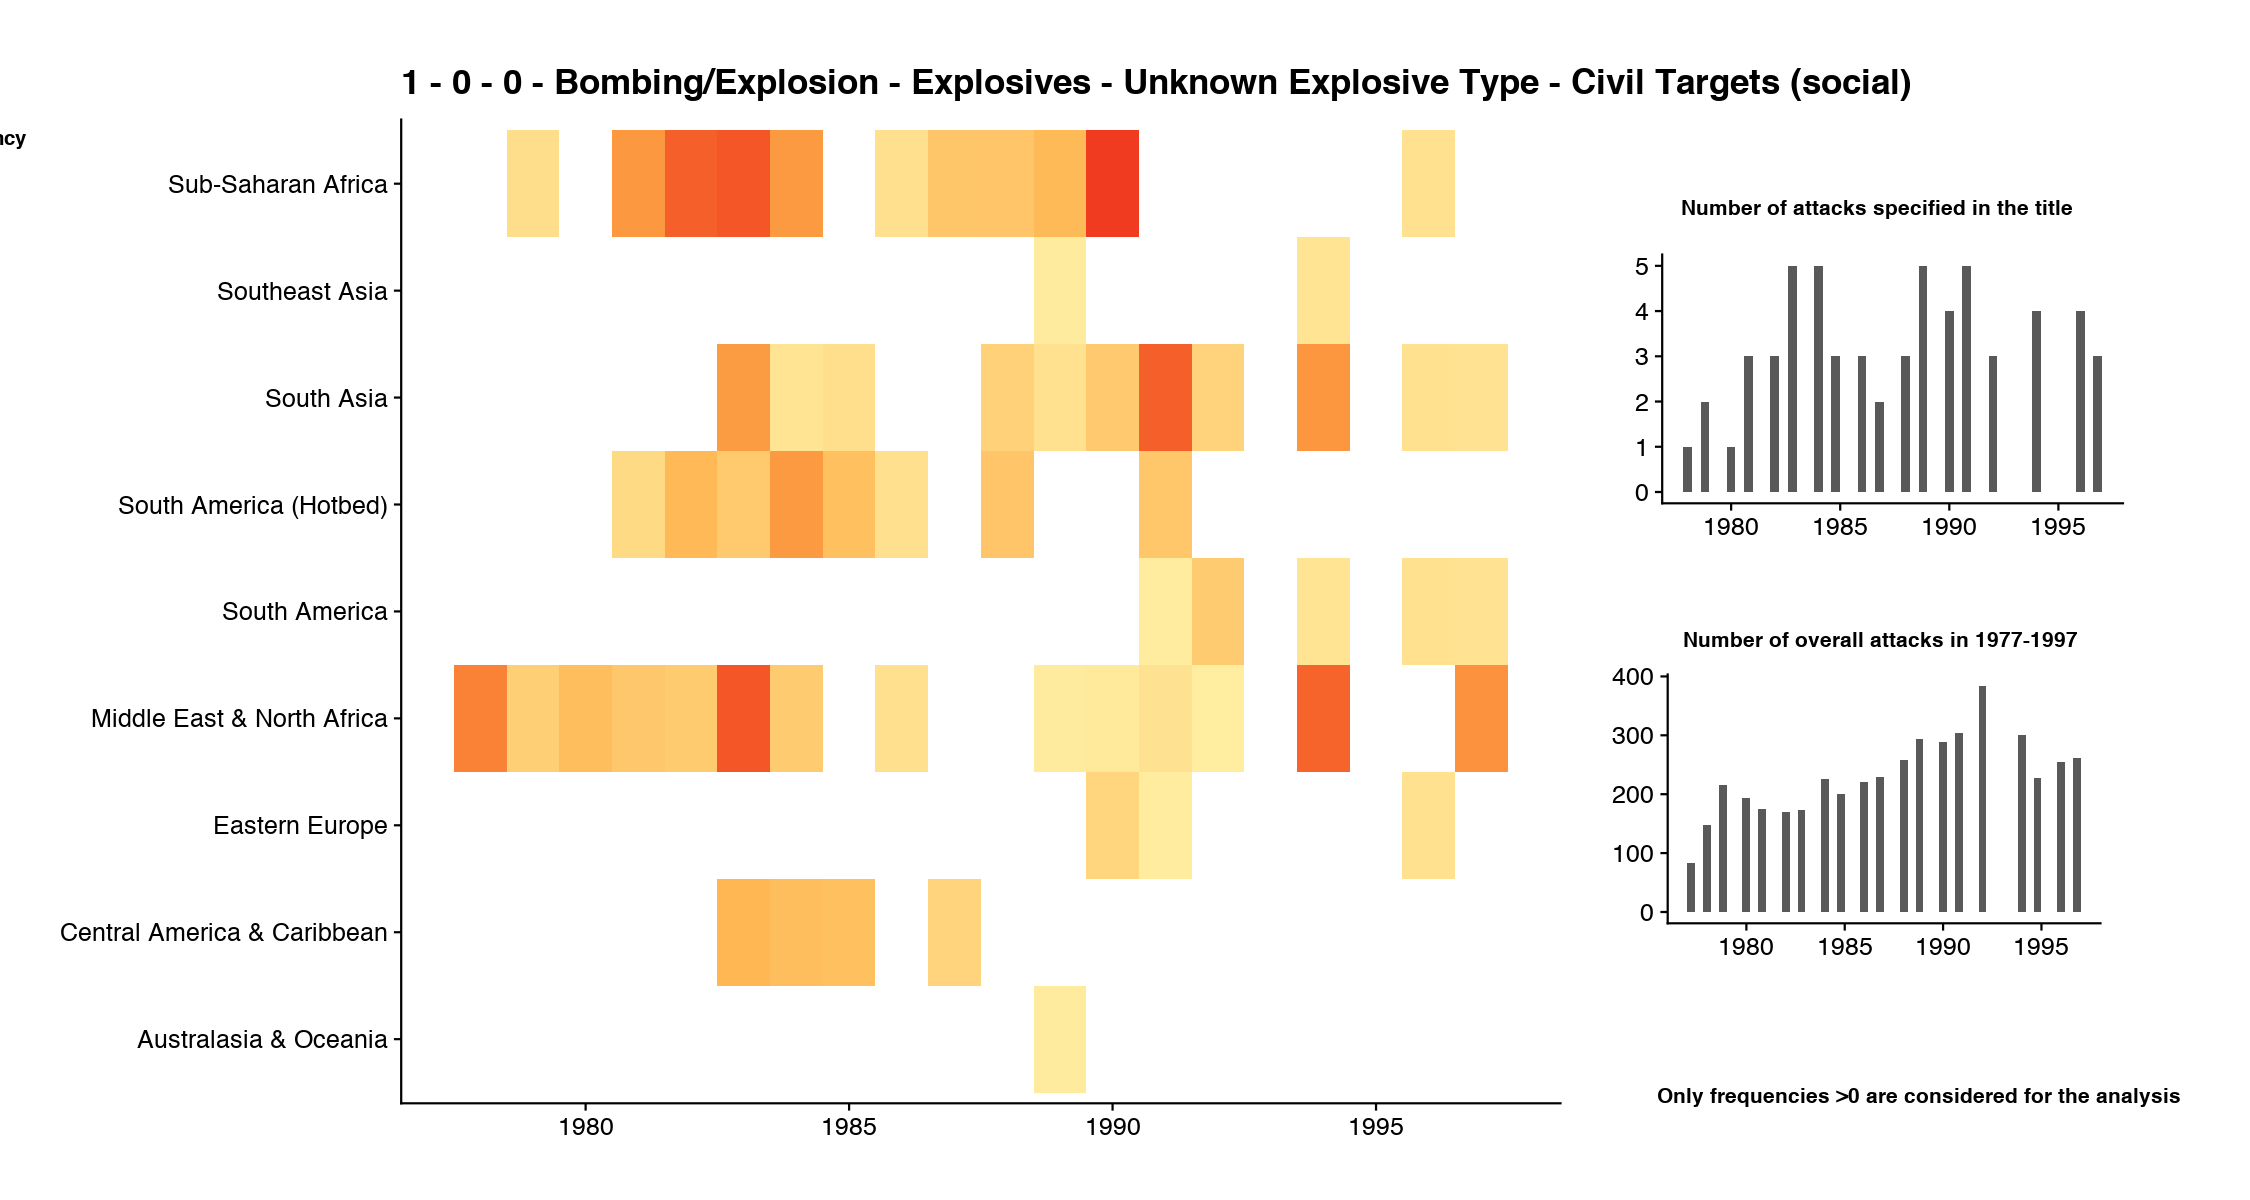 1 - 0 - 0 - Bombing/Explosion - Explosives - Unknown Explosive Type - Civil Targets (social)
Sub-Saharan Africa
Southeast Asia
South Asia
South America (Hotbed)
South America
Middle East & North Africa
Eastern Europe
Central America & Caribbean
Australasia & Oceania
1980 1985 1990 1995
Number of attacks specified in the title
5
4
3
2
1
0
1980 1985 1990 1995
Number of overall attacks in 1977-1997
400
300
200
100
0
1980 1985 1990 1995
Only frequencies >0 are considered for the analysis